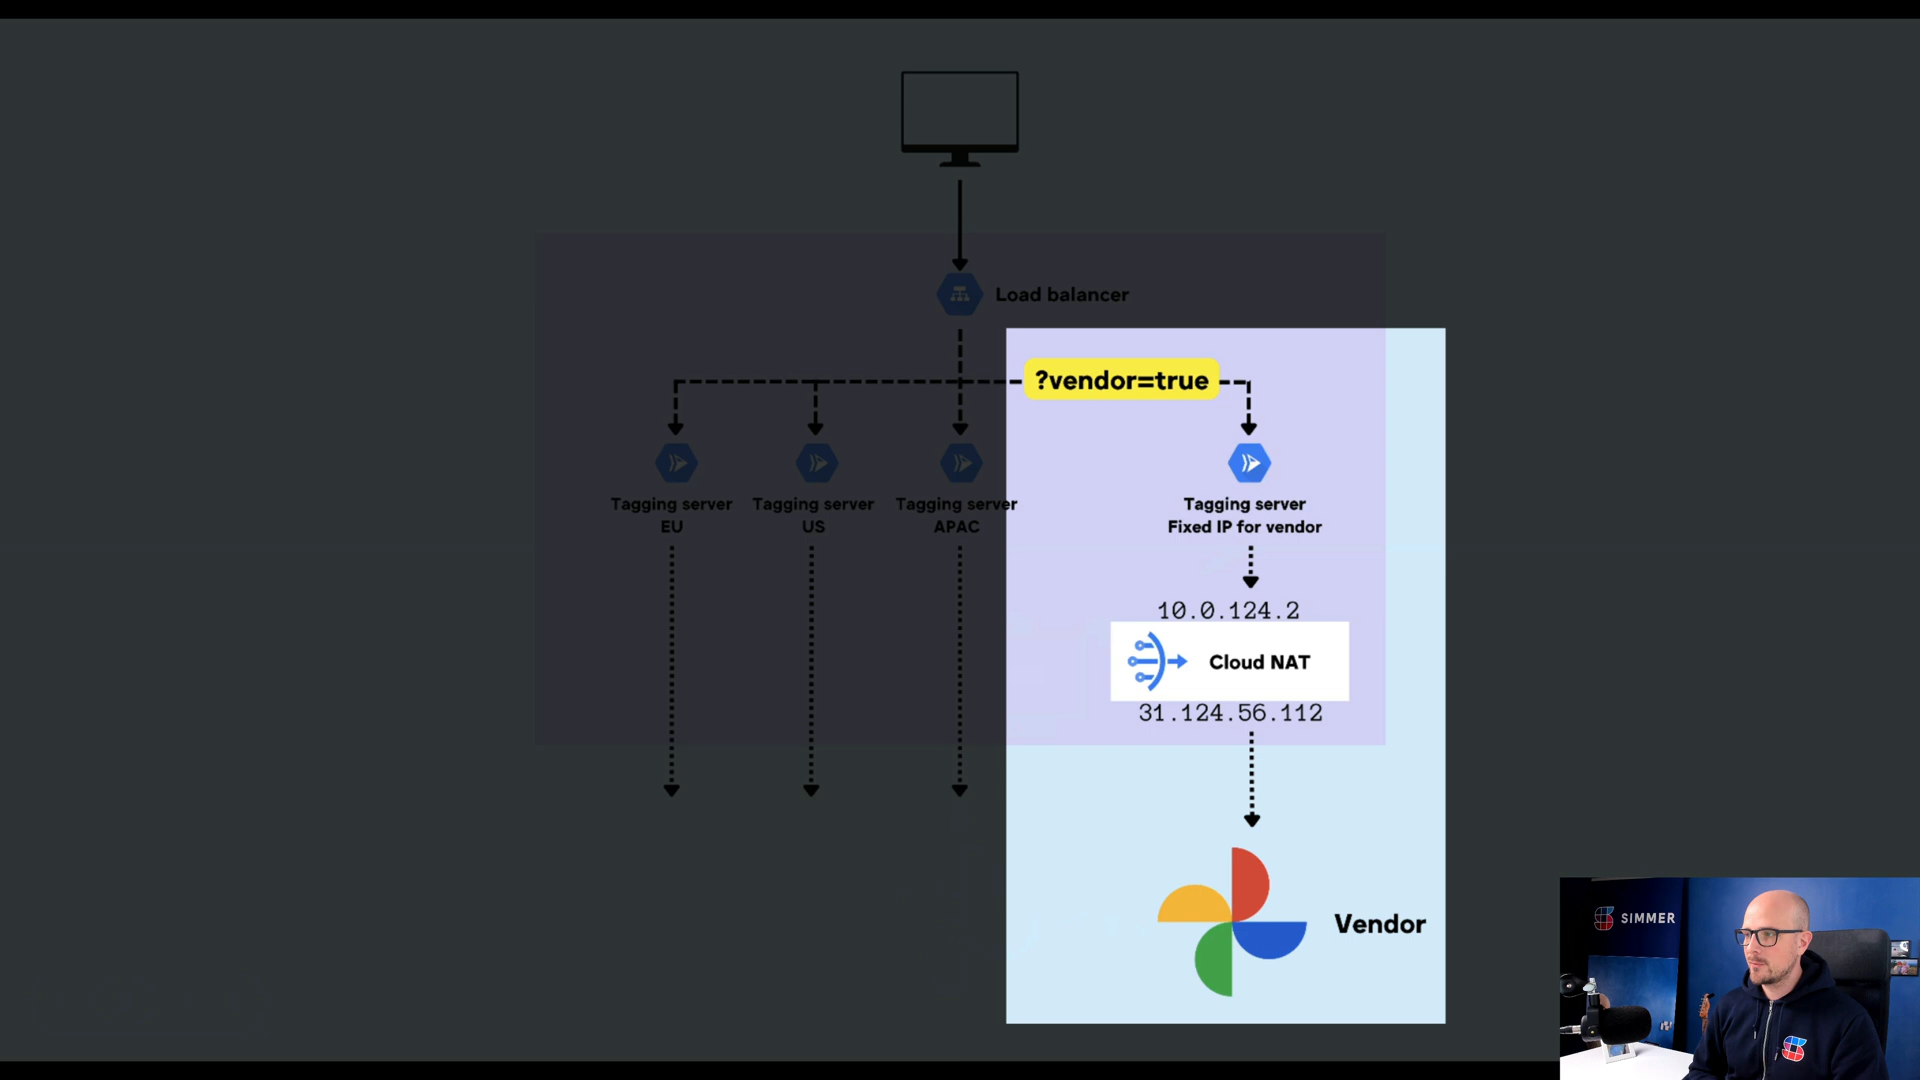 Load balancer
?vendor=true
Tagging server
EU
Tagging server
US
Tagging server
APAC
Tagging server
Fixed IP for vendor
10.0.124.2
Cloud NAT
31.124.56.112
Vendor
SIMMER